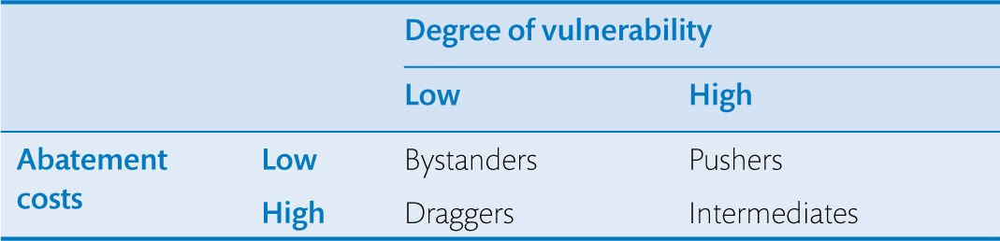 Degree of vulnerability
Low High
Abatement costs Low Bystanders Pushers
High Draggers Intermediates